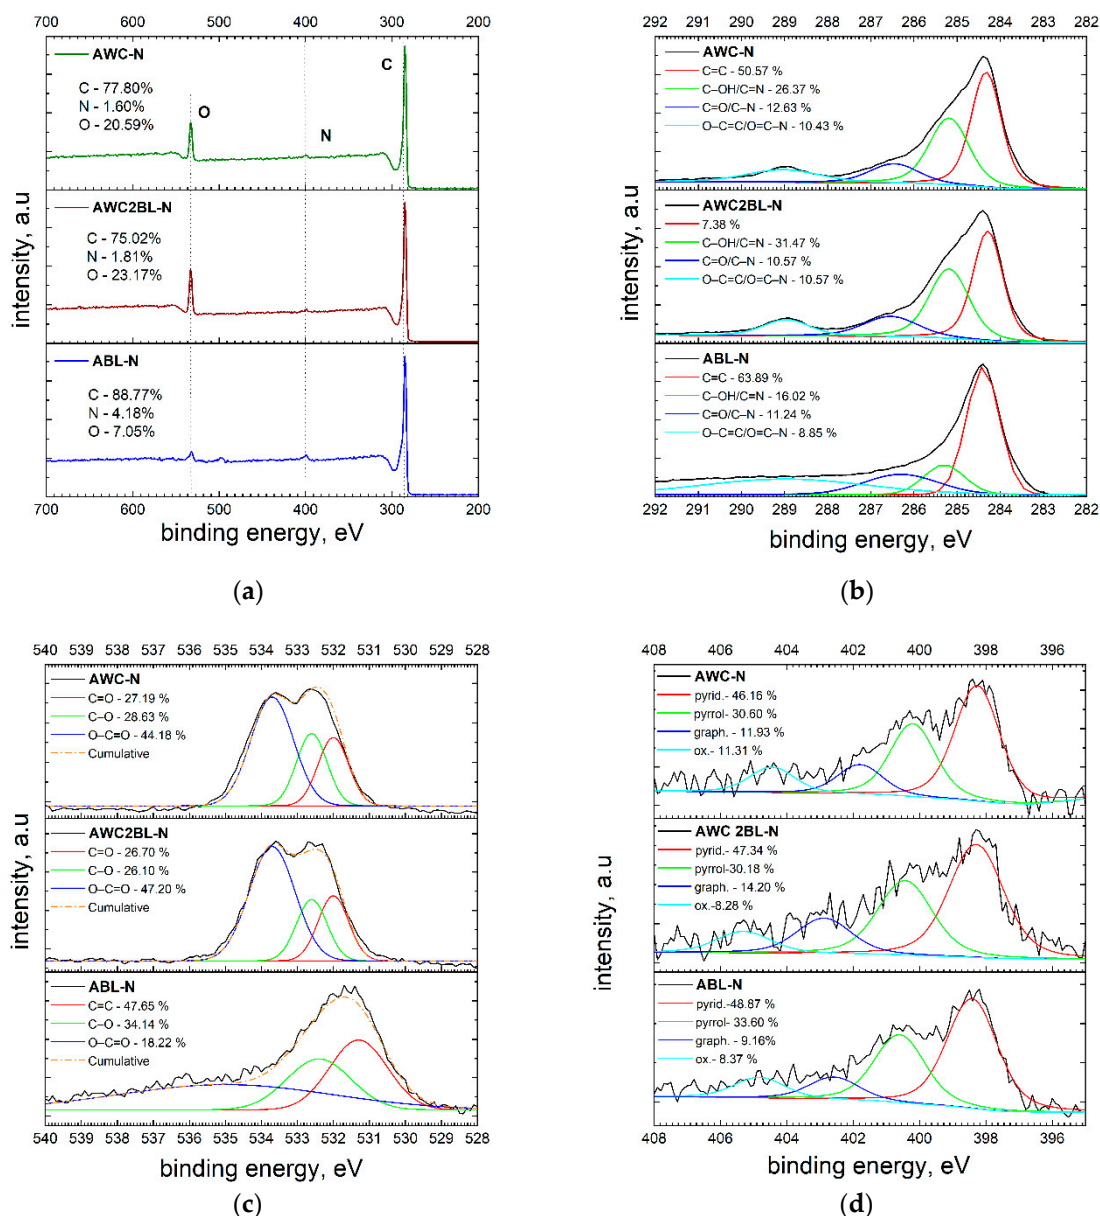 700 600 500 400 300 200
AWC-N
C - 77.80%
N - 1.60%
O - 20.59%
O
N
C
AWC2BL-N
C - 75.02%
N - 1.81%
O - 23.17%
ABL-N
C - 88.77%
N - 4.18%
O - 7.05%
intensity, a.u
700 600 500 400 300 200
binding energy, eV
(a)
292 291 290 289 288 287 286 285 284 283 282
AWC-N
C=C - 50.57 %
C–OH/C=N - 26.37 %
C=O/C–N - 12.63 %
O–C=C/O=C–N - 10.43 %
AWC2BL-N
7.38 %
C–OH/C=N - 31.47 %
C=O/C–N - 10.57 %
O–C=C/O=C–N - 10.57 %
ABL-N
C=C - 63.89 %
C–OH/C=N - 16.02 %
C=O/C–N - 11.24 %
O–C=C/O=C–N - 8.85 %
intensity, a.u
292 291 290 289 288 287 286 285 284 283 282
binding energy, eV
(b)
540 539 538 537 536 535 534 533 532 531 530 529 528
AWC-N
C=O - 27.19 %
C–O - 28.63 %
O–C=O - 44.18 %
Cumulative
AWC2BL-N
C=O - 26.70 %
C–O - 26.10 %
O–C=O - 47.20 %
Cumulative
ABL-N
C=C - 47.65 %
C–O - 34.14 %
O–C=O - 18.22 %
Cumulative
intensity, a.u
540 539 538 537 536 535 534 533 532 531 530 529 528
binding energy, eV
(c)
408 406 404 402 400 398 396
AWC-N
pyrid.- 46.16 %
pyrrol- 30.60 %
graph. - 11.93 %
ox.- 11.31 %
AWC 2BL-N
pyrid.- 47.34 %
pyrrol-30.18 %
graph. - 14.20 %
ox.-8.28 %
ABL-N
pyrid.-48.87 %
pyrrol- 33.60 %
graph. - 9.16%
ox.- 8.37 %
intensity, a.u
408 406 404 402 400 398 396
binding energy, eV
(d)